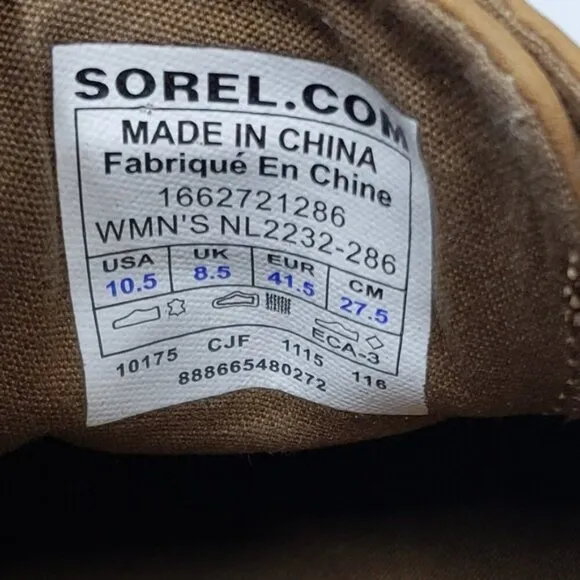 SOREL.COM
MADE IN CHINA
Fabriqué En Chine
1662721286
WMN'S NL2232-286
USA UK EUR CM
10.5 8.5 41.5 27.5
ECA-3
10175 CJF 1115 116
888665480272